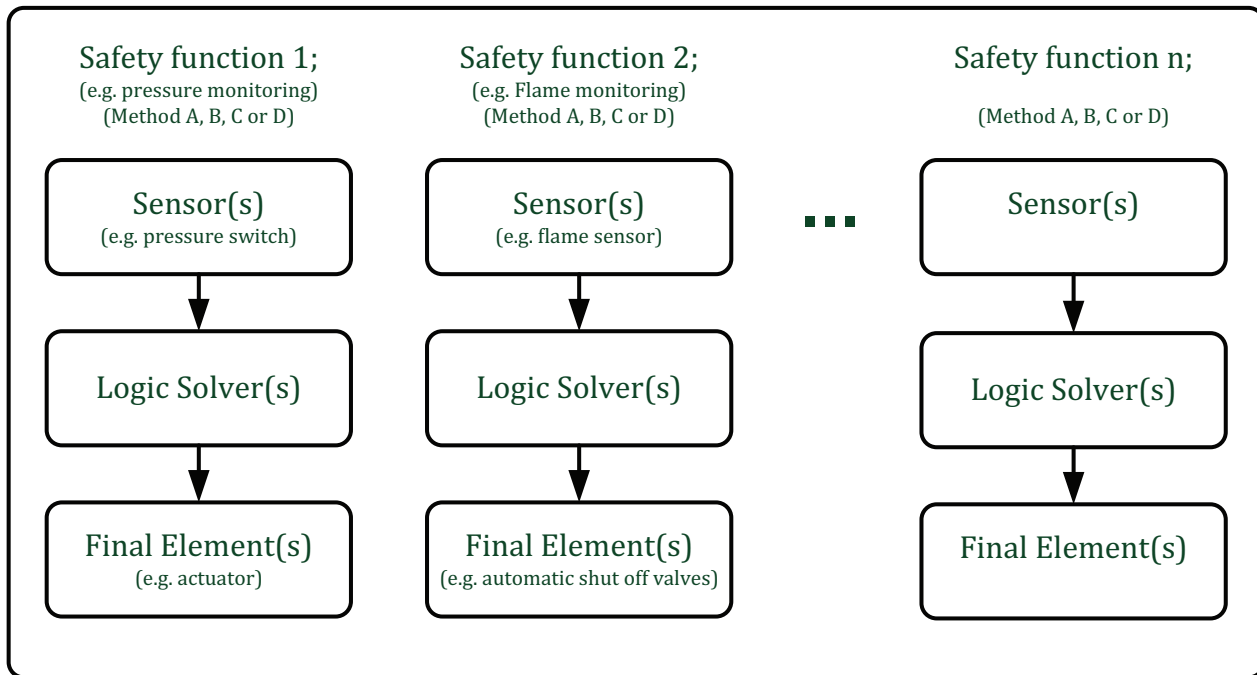 Safety function 1;
(e.g. pressure monitoring)
(Method A, B, C or D)
Sensor(s)
(e.g. pressure switch)
Logic Solver(s)
Final Element(s)
(e.g. actuator)
Safety function 2;
(e.g. Flame monitoring)
(Method A, B, C or D)
Sensor(s)
(e.g. flame sensor)
Logic Solver(s)
Final Element(s)
(e.g. automatic shut off valves)
...
Safety function n;
(Method A, B, C or D)
Sensor(s)
Logic Solver(s)
Final Element(s)